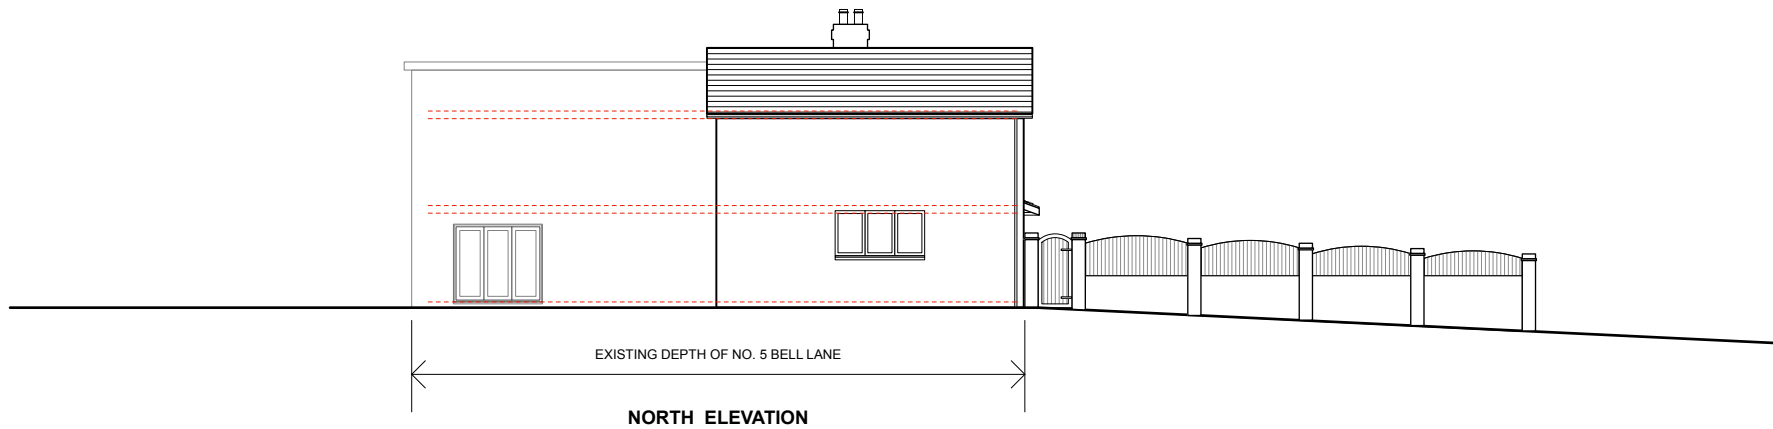 EXISTING DEPTH OF NO. 5 BELL LANE
NORTH ELEVATION